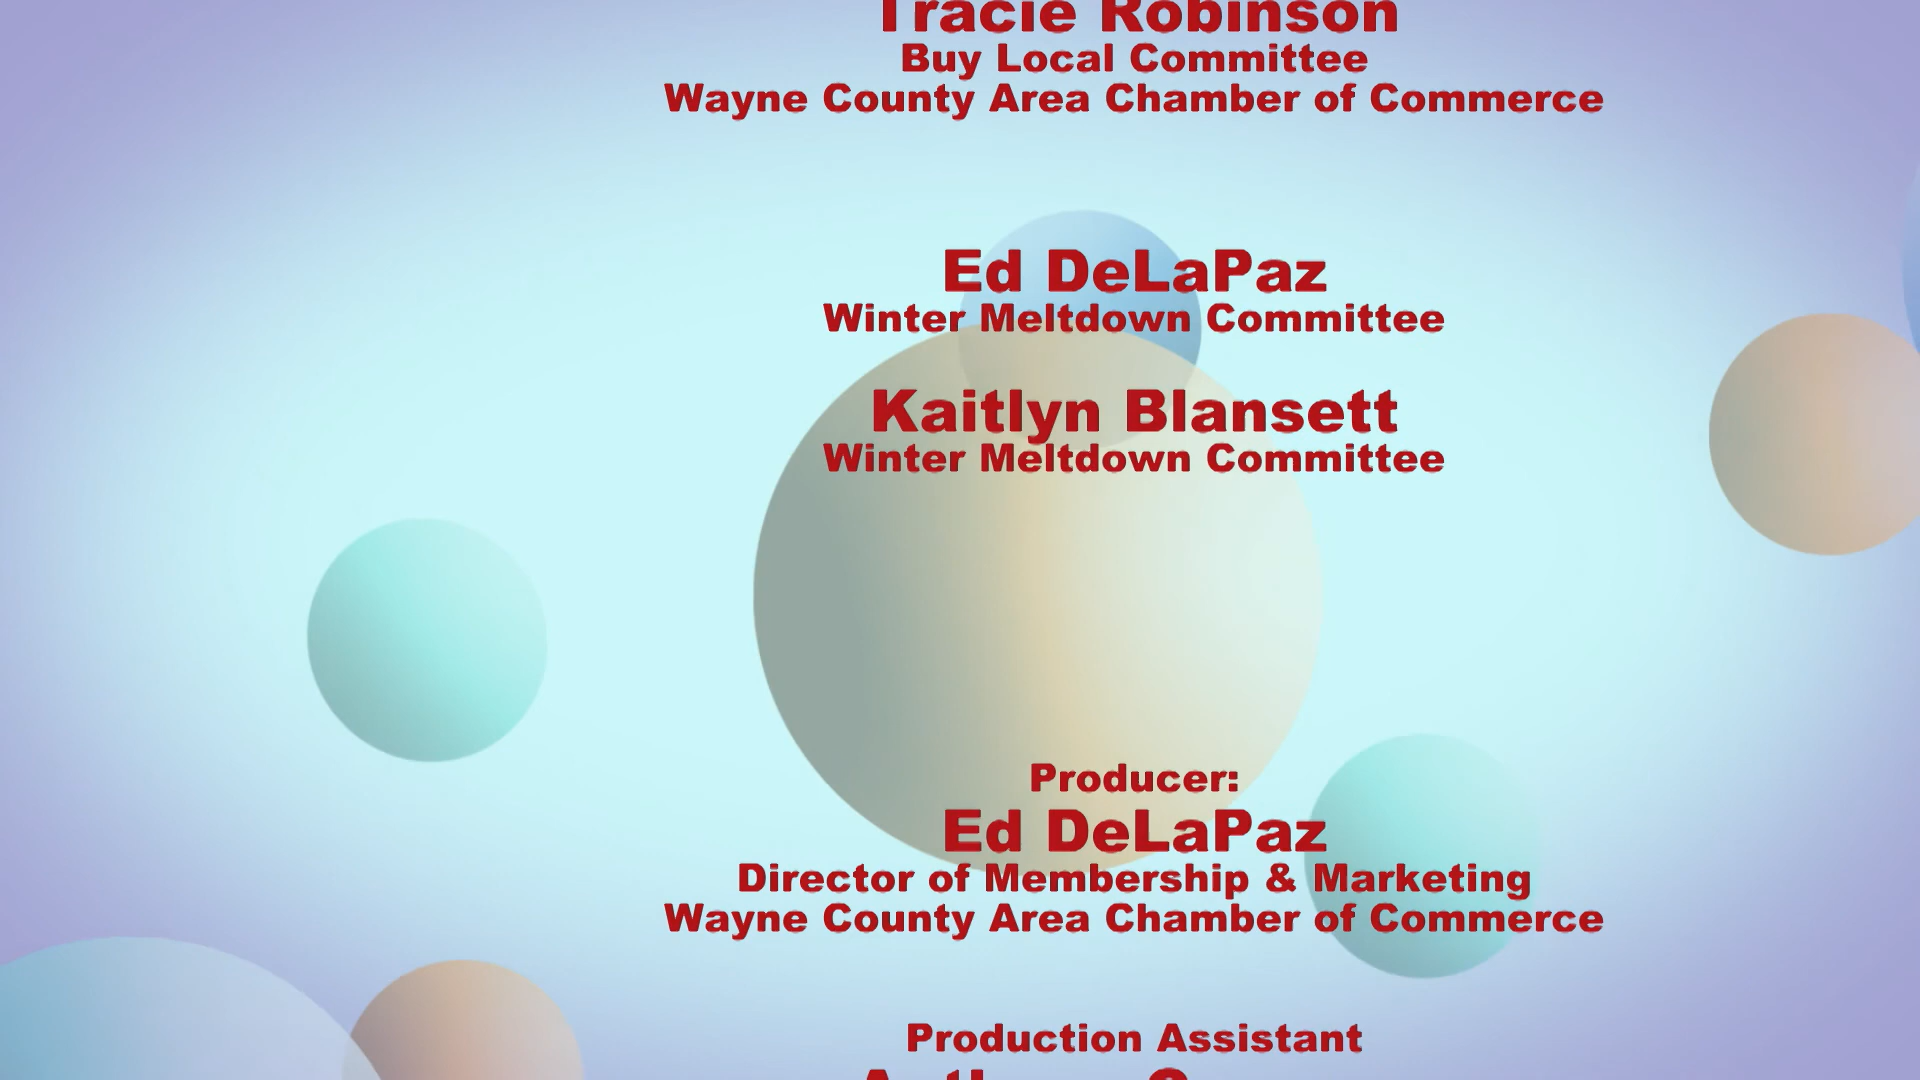 Tracie Robinson
Buy Local Committee
Wayne County Area Chamber of Commerce
Ed DeLaPaz
Winter Meltdown Committee
Kaitlyn Blansett
Winter Meltdown Committee
Producer:
Ed DeLaPaz
Director of Membership & Marketing
Wayne County Area Chamber of Commerce
Production Assistant